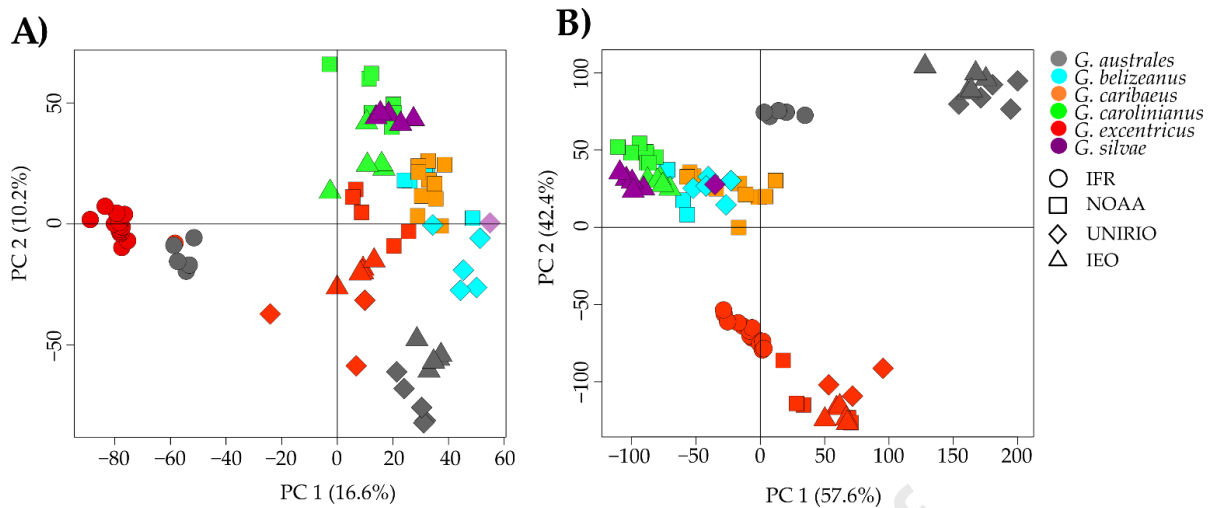 A)
50
0
−50
PC 2 (10.2%)
−80 −60 −40 −20 0 20 40 60
PC 1 (16.6%)
B)
100
50
0
−50
−100
PC 2 (42.4%)
−100 −50 0 50 100 150 200
PC 1 (57.6%)
G. australes
G. belizeanus
G. caribaeus
G. carolinianus
G. excentricus
G. silvae
IFR
NOAA
UNIRIO
IEO